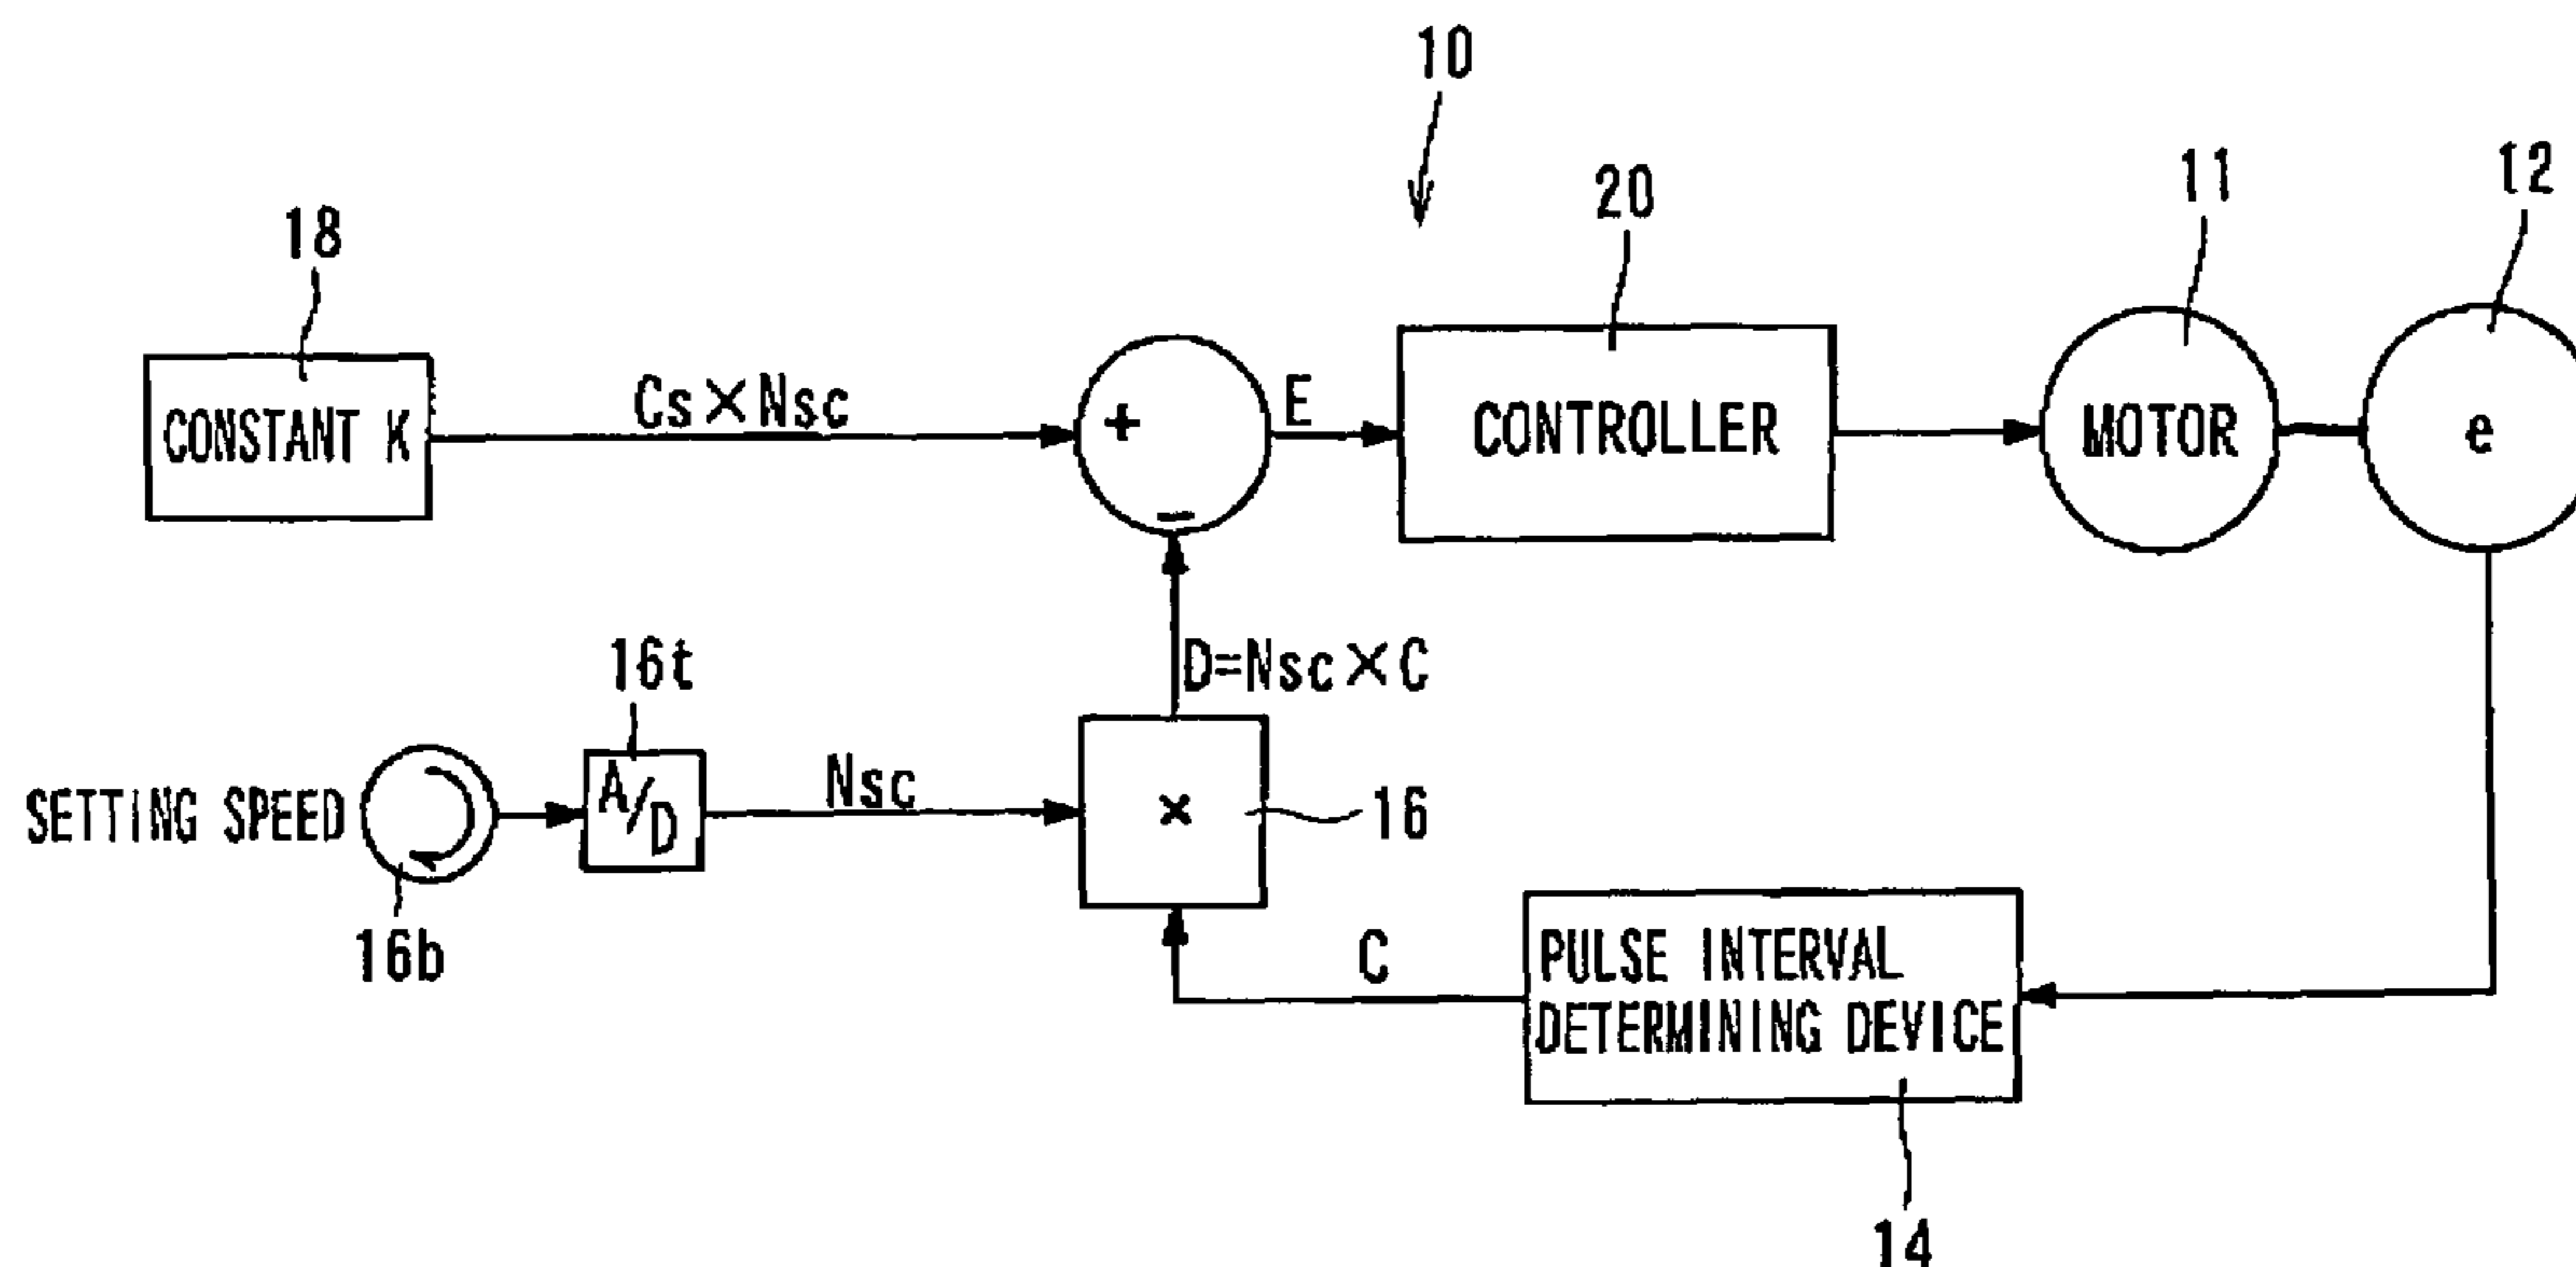 10
20
11
12
18
CONSTANT K
Cs×Nsc
+
−
E
CONTROLLER
MOTOR
e
D=Nsc×C
16t
SETTING SPEED
A/D
Nsc
×
16
16b
C
PULSE INTERVAL
DETERMINING DEVICE
14